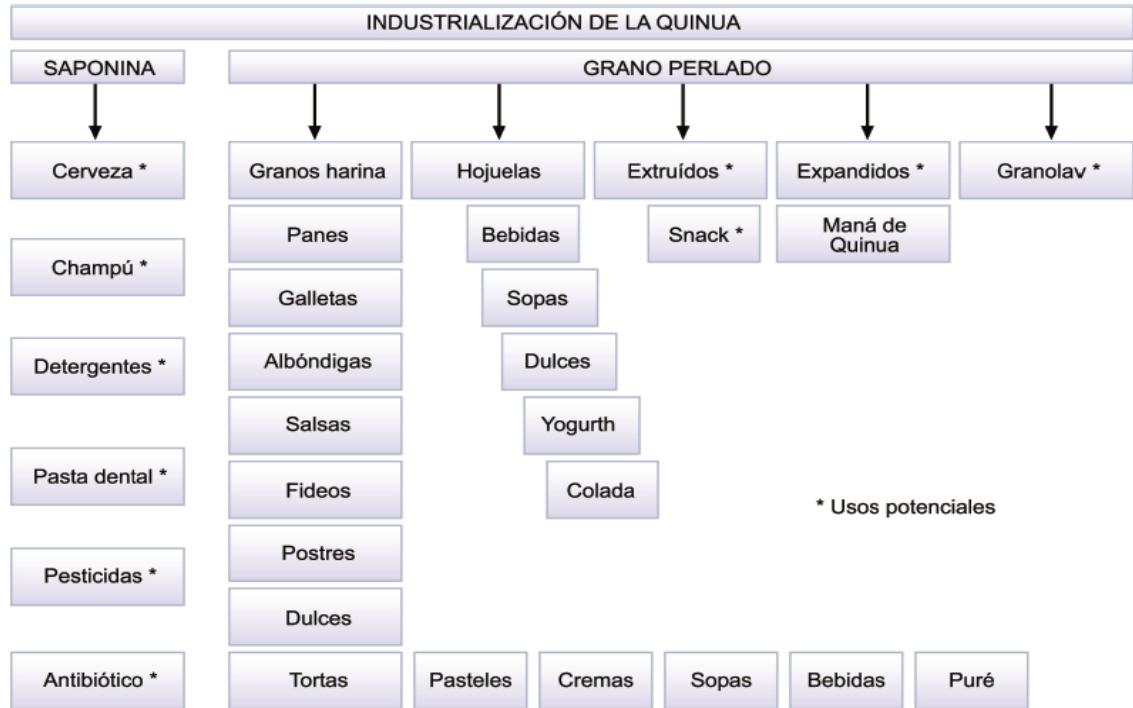 INDUSTRIALIZACIÓN DE LA QUINUA
SAPONINA
GRANO PERLADO
Cerveza *
Granos harina
Hojuelas
Extruídos *
Expandidos *
Granolav *
Panes
Bebidas
Snack *
Maná de
Quinua
Champú *
Galletas
Sopas
Detergentes *
Albóndigas
Dulces
Salsas
Yogurth
Pasta dental *
Fideos
Colada
* Usos potenciales
Postres
Pesticidas *
Dulces
Antibiótico *
Tortas
Pasteles
Cremas
Sopas
Bebidas
Puré